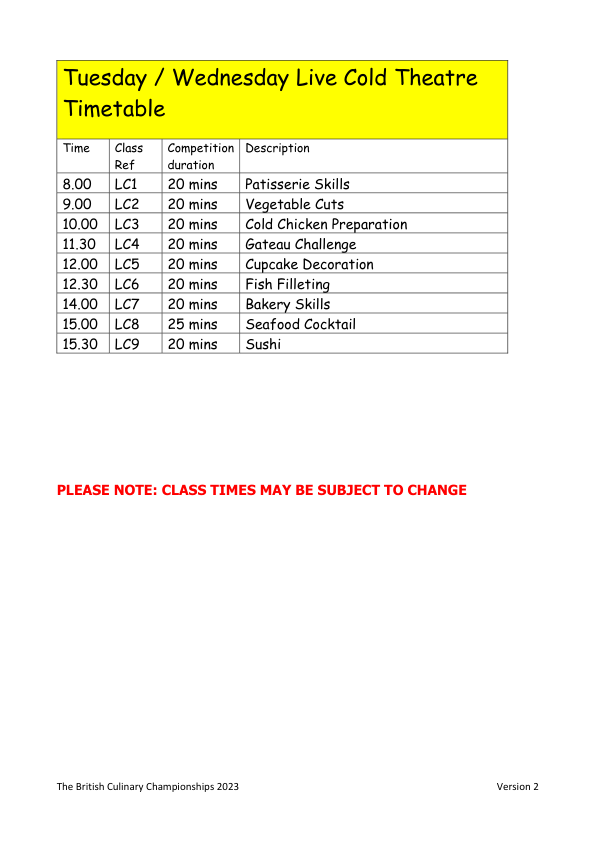 Tuesday / Wednesday Live Cold Theatre
Timetable
Time Class Competition Description
Ref duration
8.00 LC1 20 mins Patisserie Skills
9.00 LC2 20 mins Vegetable Cuts
10.00 LC3 20 mins Cold Chicken Preparation
11.30 LC4 20 mins Gateau Challenge
12.00 LC5 20 mins Cupcake Decoration
12.30 LC6 20 mins Fish Filleting
14.00 LC7 20 mins Bakery Skills
15.00 LC8 25 mins Seafood Cocktail
15.30 LC9 20 mins Sushi
PLEASE NOTE: CLASS TIMES MAY BE SUBJECT TO CHANGE
The British Culinary Championships 2023 Version 2